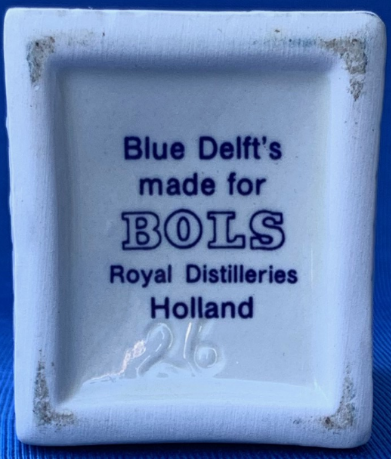 Blue Delft's
made for
BOLS
Royal Distilleries
Holland
26